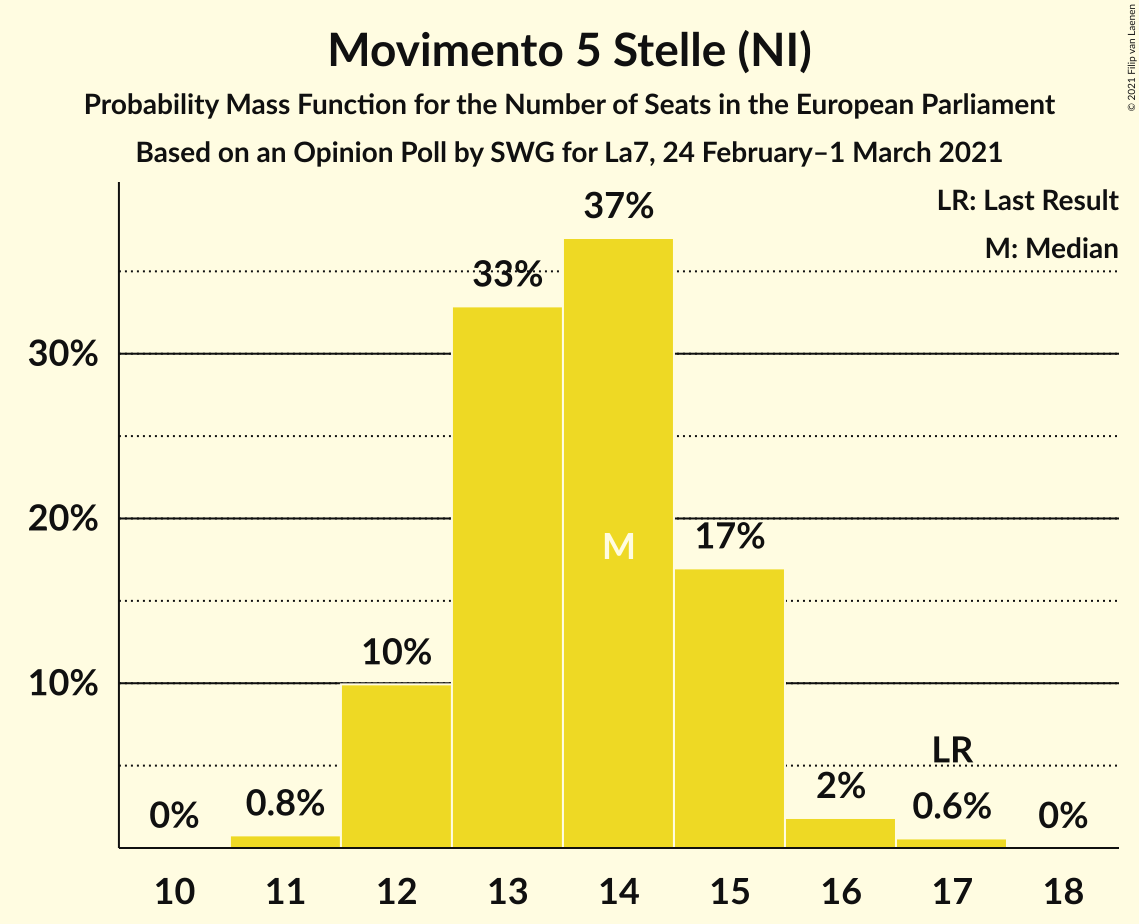 Movimento 5 Stelle (NI)
Probability Mass Function for the Number of Seats in the European Parliament
Based on an Opinion Poll by SWG for La7, 24 February–1 March 2021
© 2021 Filip van Laenen
LR: Last Result
M: Median
30%
20%
10%
0%
0.8%
10%
33%
37%
M
17%
2%
LR
0.6%
0%
10 11 12 13 14 15 16 17 18